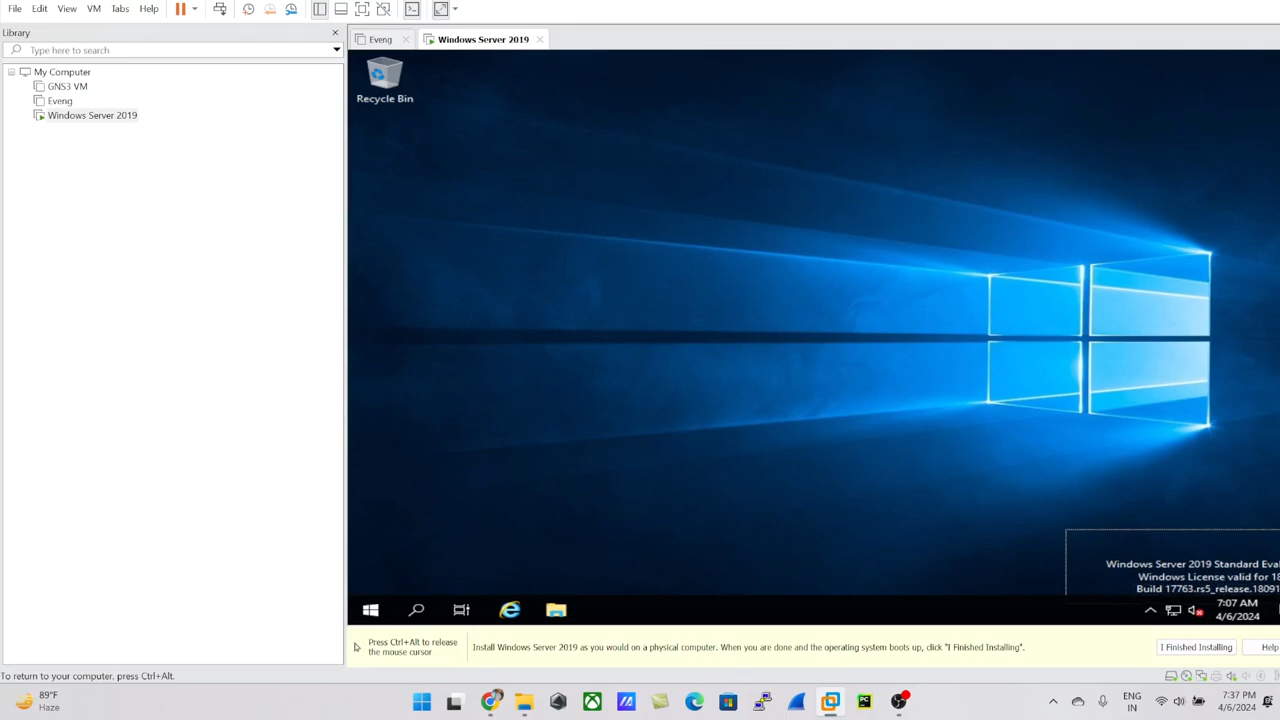 File Edit View VM Tabs Help
Library
Type here to search
My Computer
GNS3 VM
Eveng
Windows Server 2019
Eveng
Windows Server 2019
Recycle Bin
Windows Server 2019 Standard Eval
Windows License valid for 18
Build 17763.rs5_release.18091
7:07 AM
4/6/2024
Press Ctrl+Alt to release
the mouse cursor
Install Windows Server 2019 as you would on a physical computer. When you are done and the operating system boots up, click "I Finished Installing".
I Finished Installing
Help
To return to your computer, press Ctrl+Alt.
89°F
Haze
ENG
IN
7:37 PM
4/6/2024